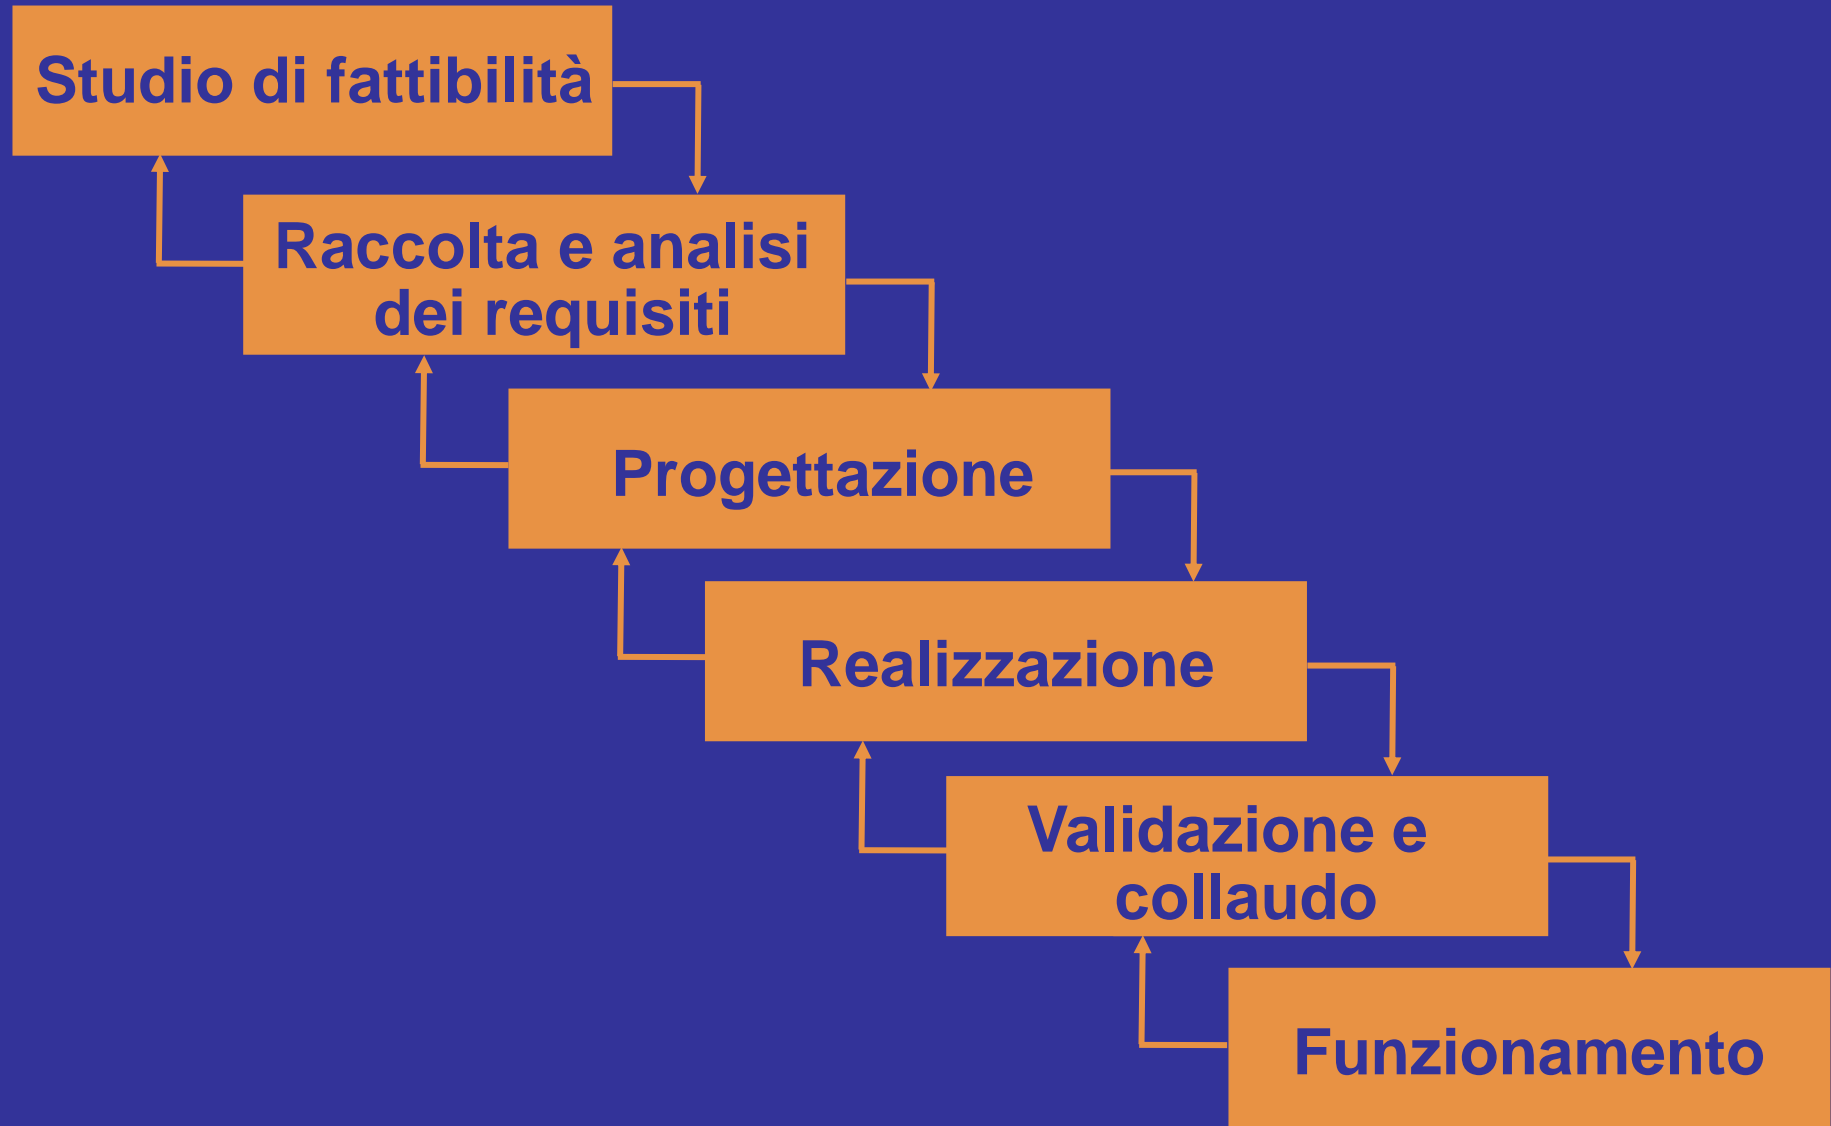 Studio di fattibilità
Raccolta e analisi
dei requisiti
Progettazione
Realizzazione
Validazione e
collaudo
Funzionamento